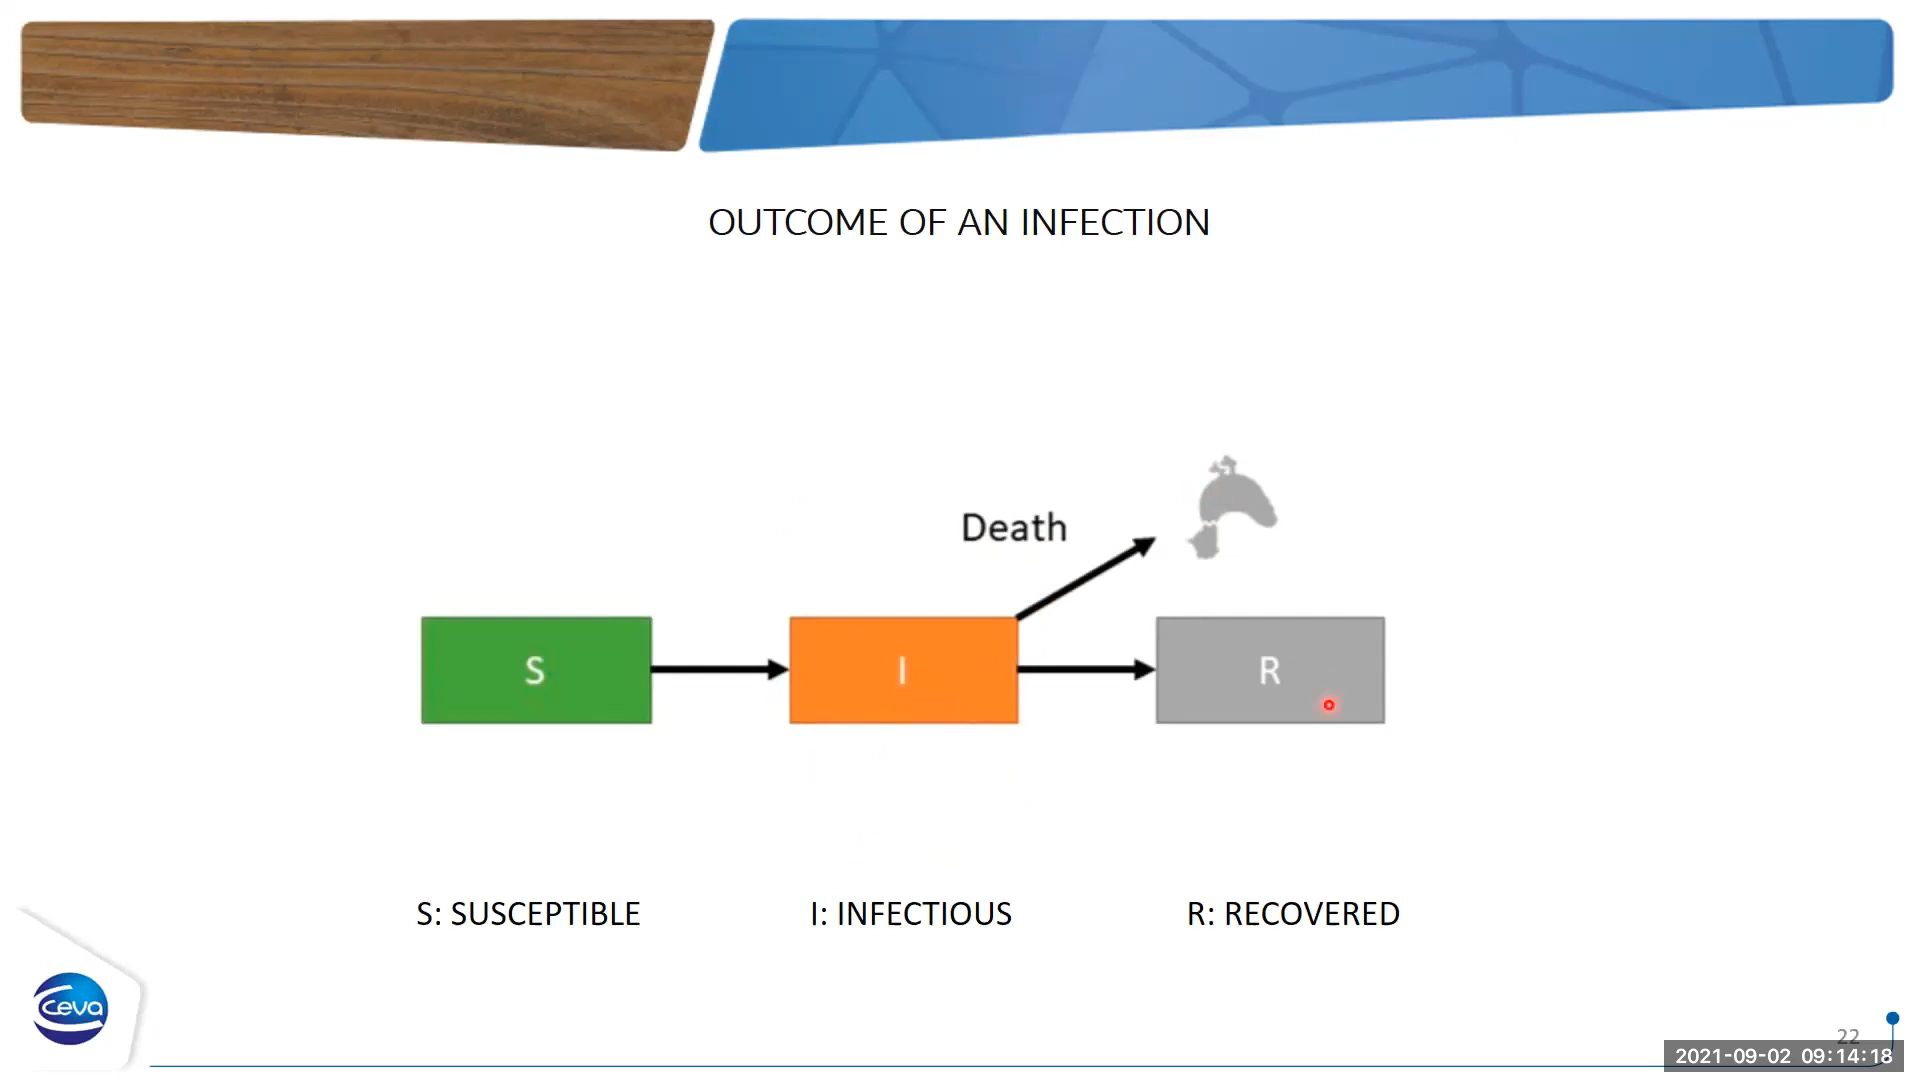 OUTCOME OF AN INFECTION
Death
S
I
R
S: SUSCEPTIBLE
I: INFECTIOUS
R: RECOVERED
ceva
22
2021-09-02 09:14:18